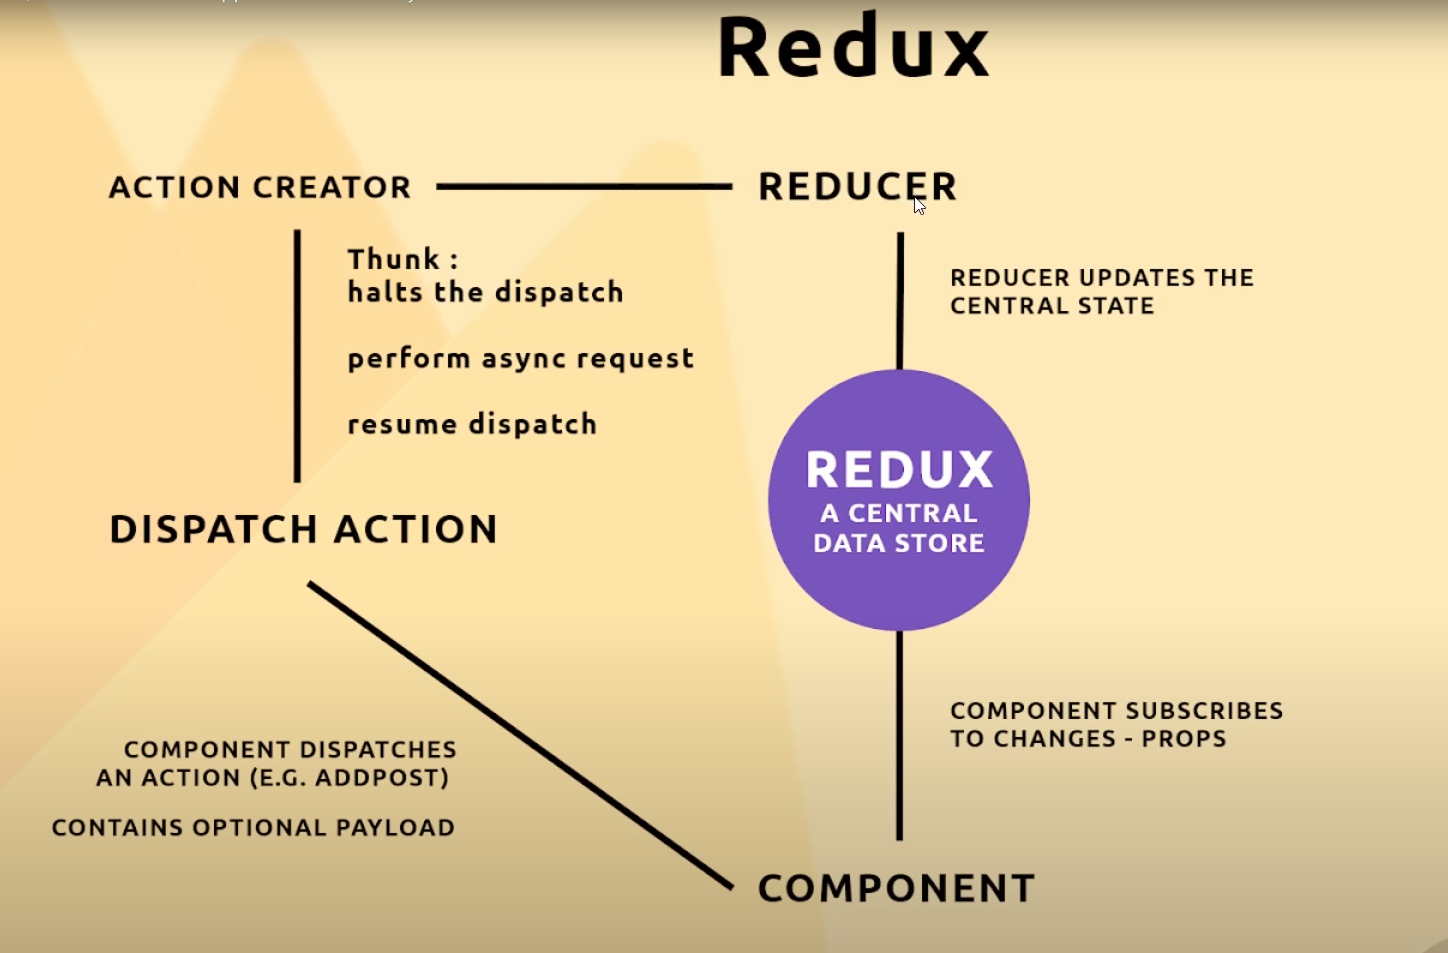 Redux
ACTION CREATOR
REDUCER
Thunk :
halts the dispatch
perform async request
resume dispatch
REDUCER UPDATES THE
CENTRAL STATE
REDUX
A CENTRAL
DATA STORE
DISPATCH ACTION
COMPONENT DISPATCHES
AN ACTION (E.G. ADDPOST)
CONTAINS OPTIONAL PAYLOAD
COMPONENT SUBSCRIBES
TO CHANGES - PROPS
COMPONENT